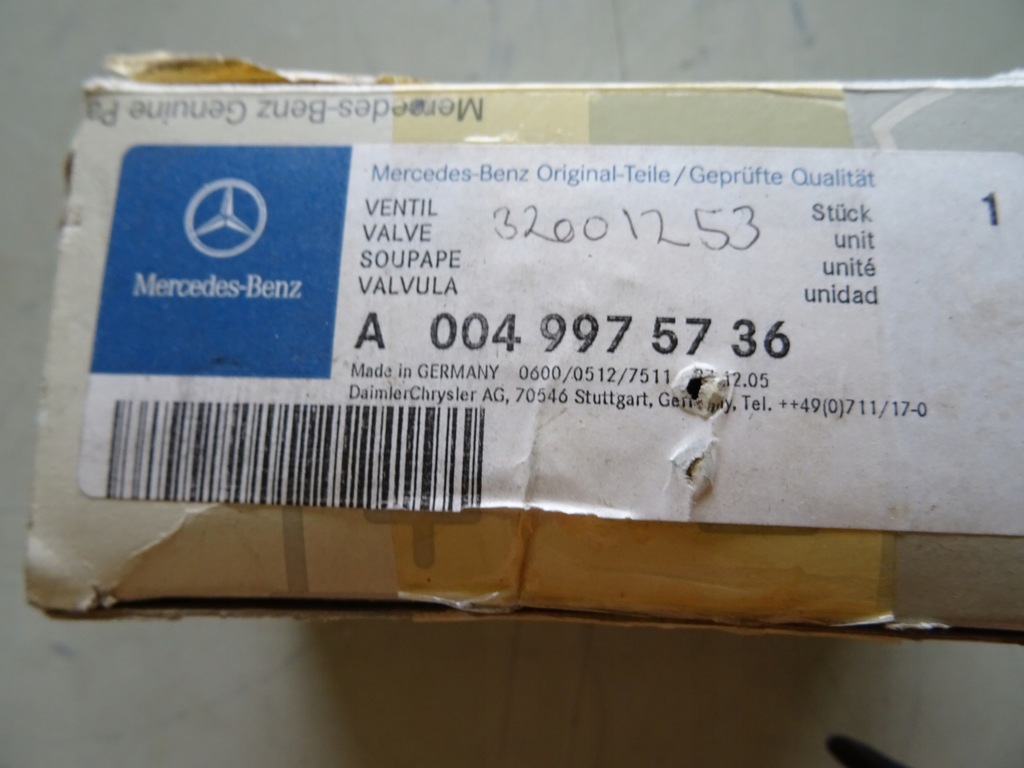 Mercedes-Benz Genuine
Mercedes-Benz
Mercedes-Benz Original-Teile/Geprüfte Qualität
VENTIL 32001253 Stück 1
VALVE unit
SOUPAPE unité
VALVULA unidad
A 004 997 57 36
Made in GERMANY 0600/0512/7511 12.05
DaimlerChrysler AG, 70546 Stuttgart, Tel. ++49(0)711/17-0